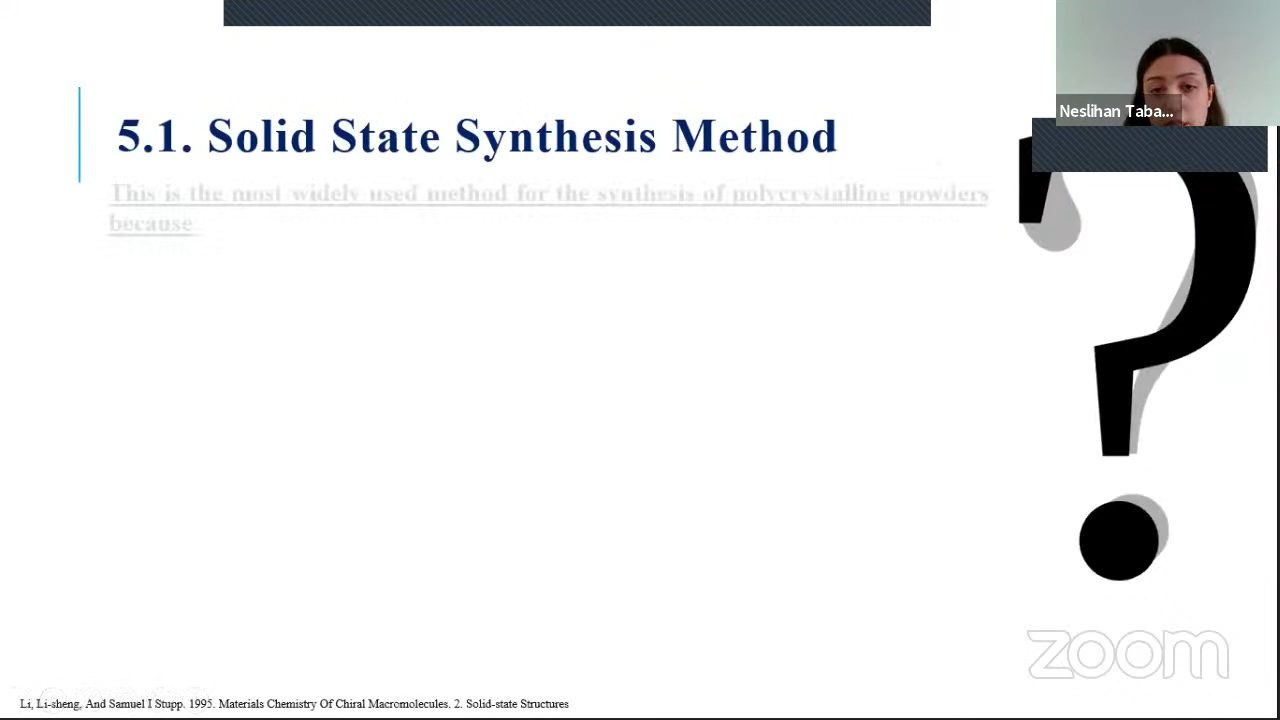 Neslihan Taba...
5.1. Solid State Synthesis Method
This is the most widely used method for the synthesis of polycrystalline powders
because
?
zoom
Li, Li-sheng, And Samuel I Stupp. 1995. Materials Chemistry Of Chiral Macromolecules. 2. Solid-state Structures